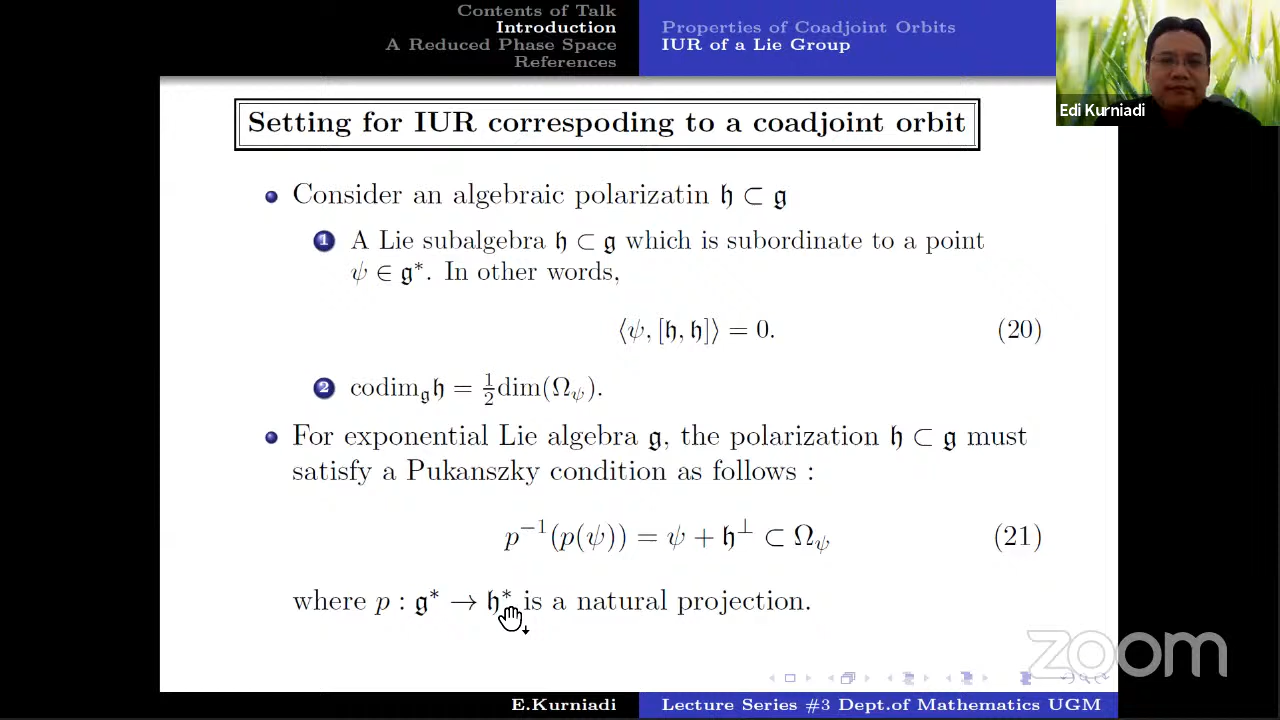 Contents of Talk
Introduction
A Reduced Phase Space
References
Properties of Coadjoint Orbits
IUR of a Lie Group
Edi Kurniadi
Setting for IUR correspoding to a coadjoint orbit
Consider an algebraic polarizatin 𝔥 ⊂ 𝔤
1 A Lie subalgebra 𝔥 ⊂ 𝔤 which is subordinate to a point
ψ ∈ 𝔤*. In other words,
⟨ψ, [𝔥, 𝔥]⟩ = 0. (20)
2 codim_𝔤 𝔥 = ½dim(Ω_ψ).
For exponential Lie algebra 𝔤, the polarization 𝔥 ⊂ 𝔤 must
satisfy a Pukanszky condition as follows :
p⁻¹(p(ψ)) = ψ + 𝔥^⊥ ⊂ Ω_ψ (21)
where p : 𝔤* → 𝔥* is a natural projection.
zoom
E.Kurniadi
Lecture Series #3 Dept.of Mathematics UGM